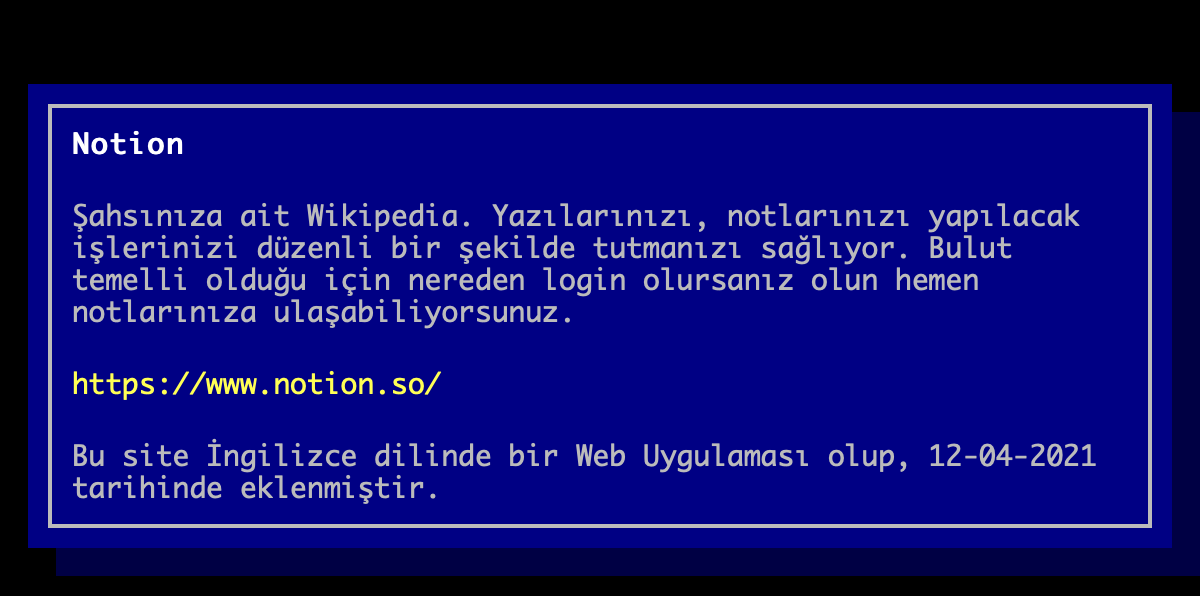 Notion
Şahsınıza ait Wikipedia. Yazılarınızı, notlarınızı yapılacak
işlerinizi düzenli bir şekilde tutmanızı sağlıyor. Bulut
temelli olduğu için nereden login olursanız olun hemen
notlarınıza ulaşabiliyorsunuz.
https://www.notion.so/
Bu site İngilizce dilinde bir Web Uygulaması olup, 12-04-2021
tarihinde eklenmiştir.